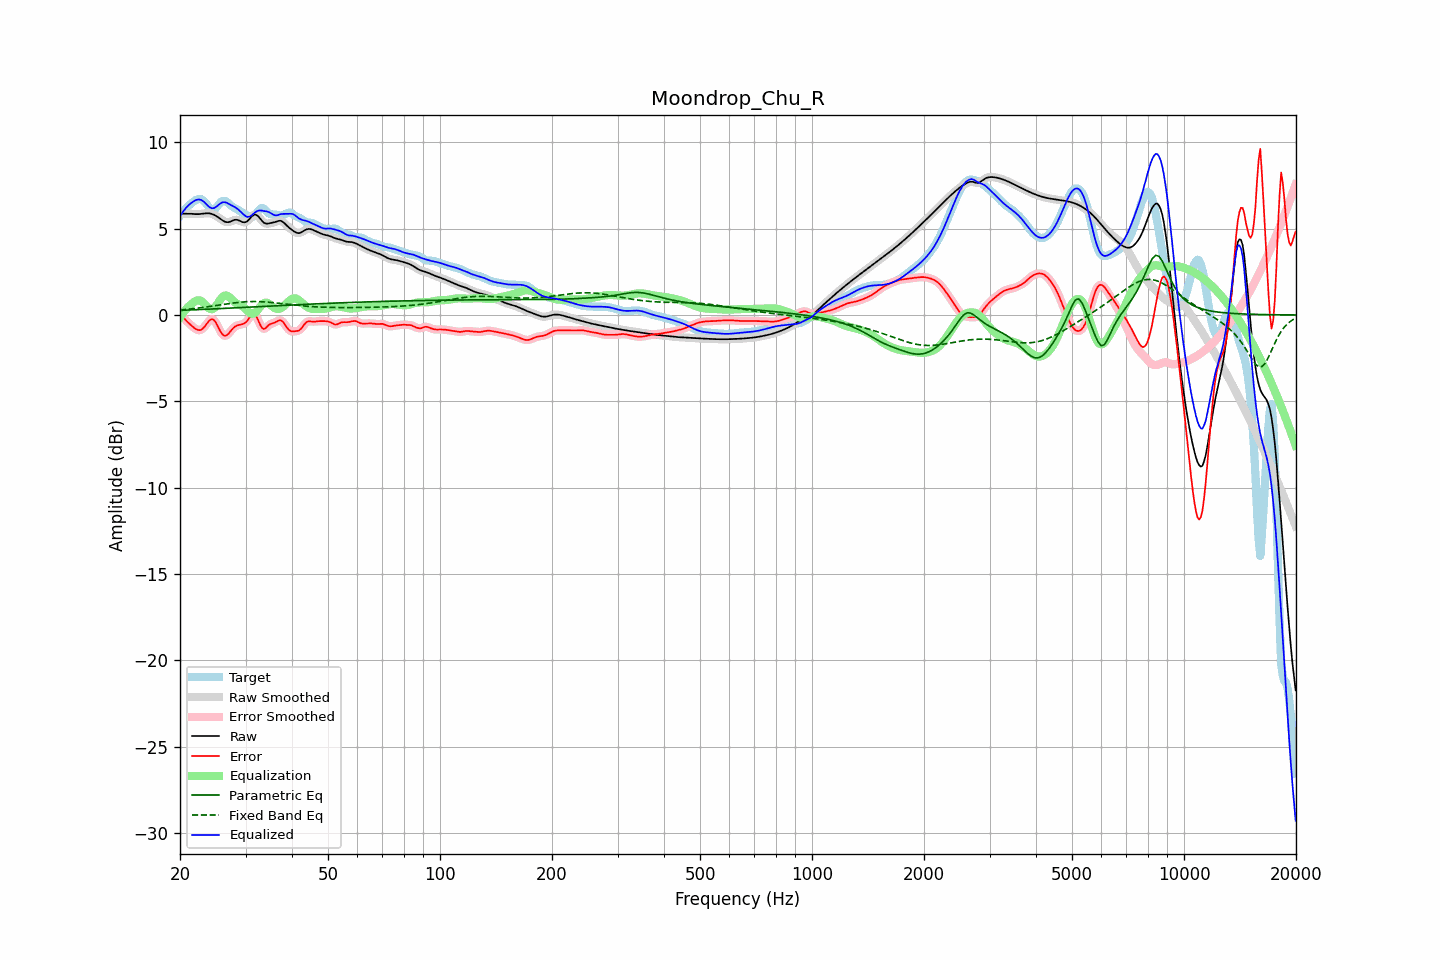 Moondrop_Chu_R
Amplitude (dBr)
10
5
0
−5
−10
−15
−20
−25
−30
Target
Raw Smoothed
Error Smoothed
Raw
Error
Equalization
Parametric Eq
Fixed Band Eq
Equalized
20 50 100 200 500 1000 2000 5000 10000 20000
Frequency (Hz)